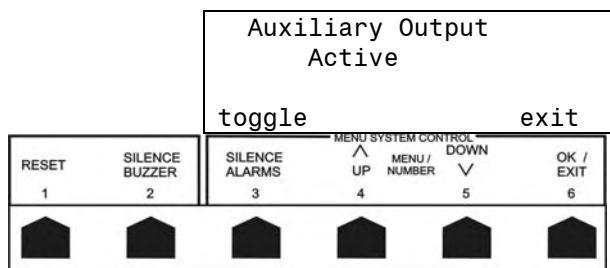 Auxiliary Output
Active
toggle exit
MENU SYSTEM CONTROL
RESET
1
SILENCE
BUZZER
2
SILENCE
ALARMS
3
UP
4
MENU /
NUMBER
DOWN
5
OK /
EXIT
6